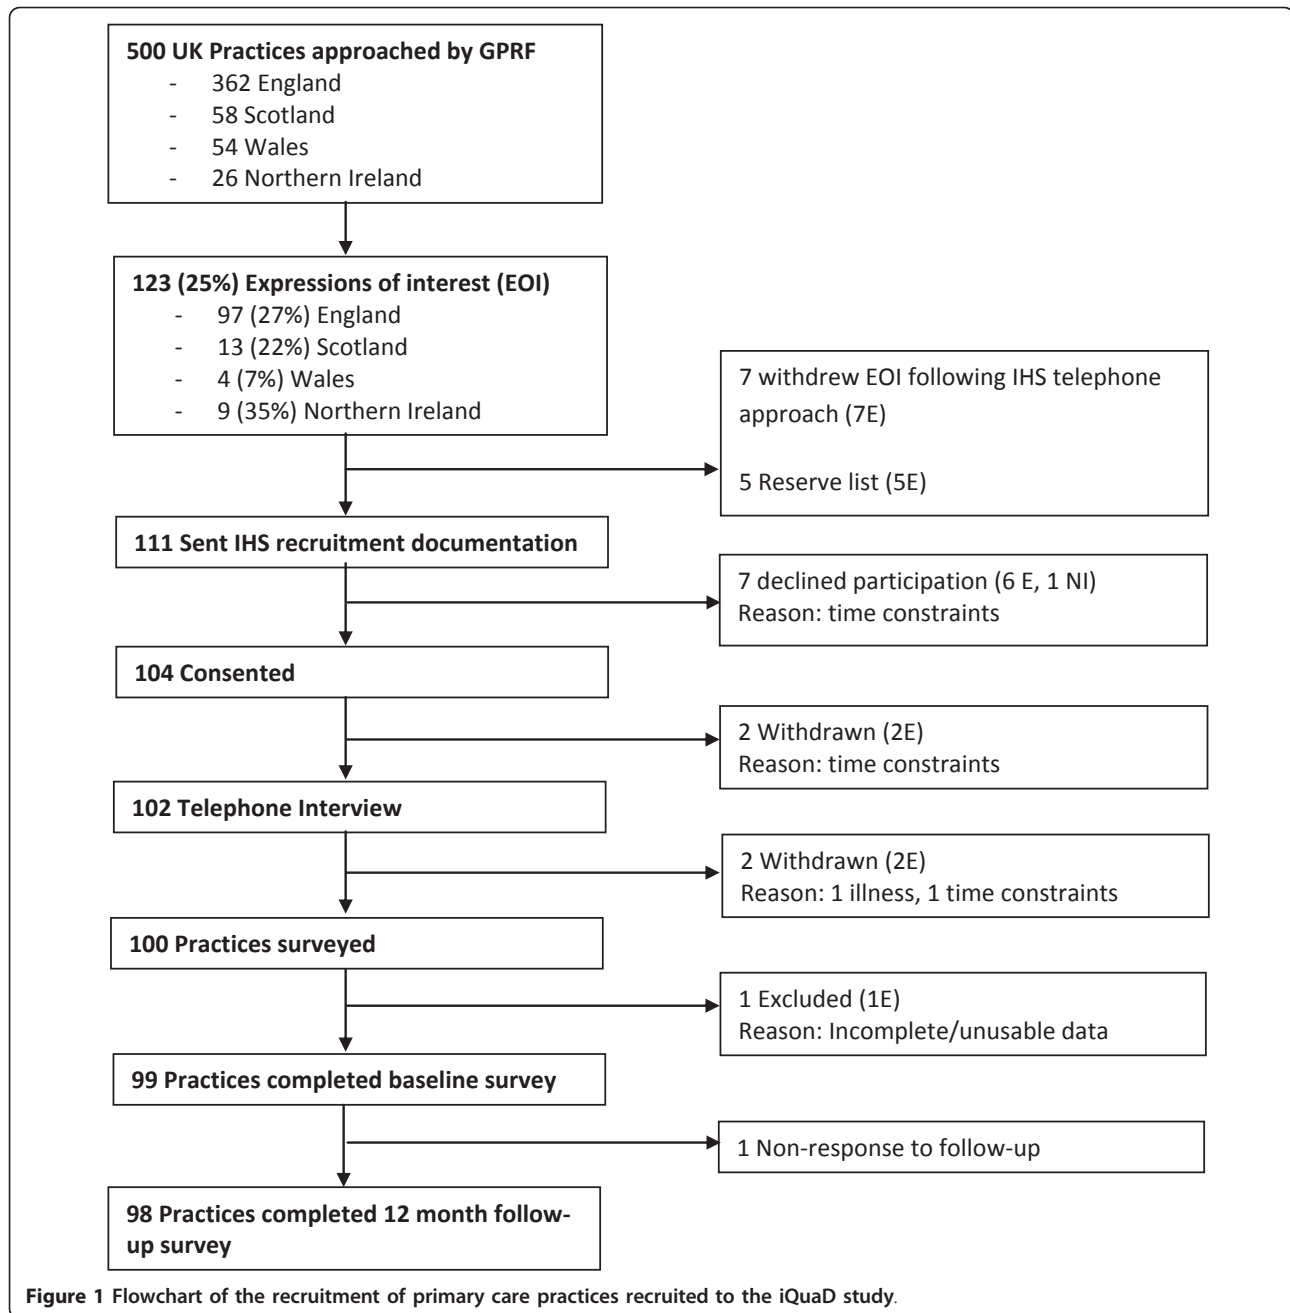 500 UK Practices approached by GPRF
- 362 England
- 58 Scotland
- 54 Wales
- 26 Northern Ireland
123 (25%) Expressions of interest (EOI)
- 97 (27%) England
- 13 (22%) Scotland
- 4 (7%) Wales
- 9 (35%) Northern Ireland
7 withdrew EOI following IHS telephone
approach (7E)
5 Reserve list (5E)
111 Sent IHS recruitment documentation
7 declined participation (6 E, 1 NI)
Reason: time constraints
104 Consented
2 Withdrawn (2E)
Reason: time constraints
102 Telephone Interview
2 Withdrawn (2E)
Reason: 1 illness, 1 time constraints
100 Practices surveyed
1 Excluded (1E)
Reason: Incomplete/unusable data
99 Practices completed baseline survey
1 Non-response to follow-up
98 Practices completed 12 month follow-
up survey
Figure 1 Flowchart of the recruitment of primary care practices recruited to the iQuaD study.